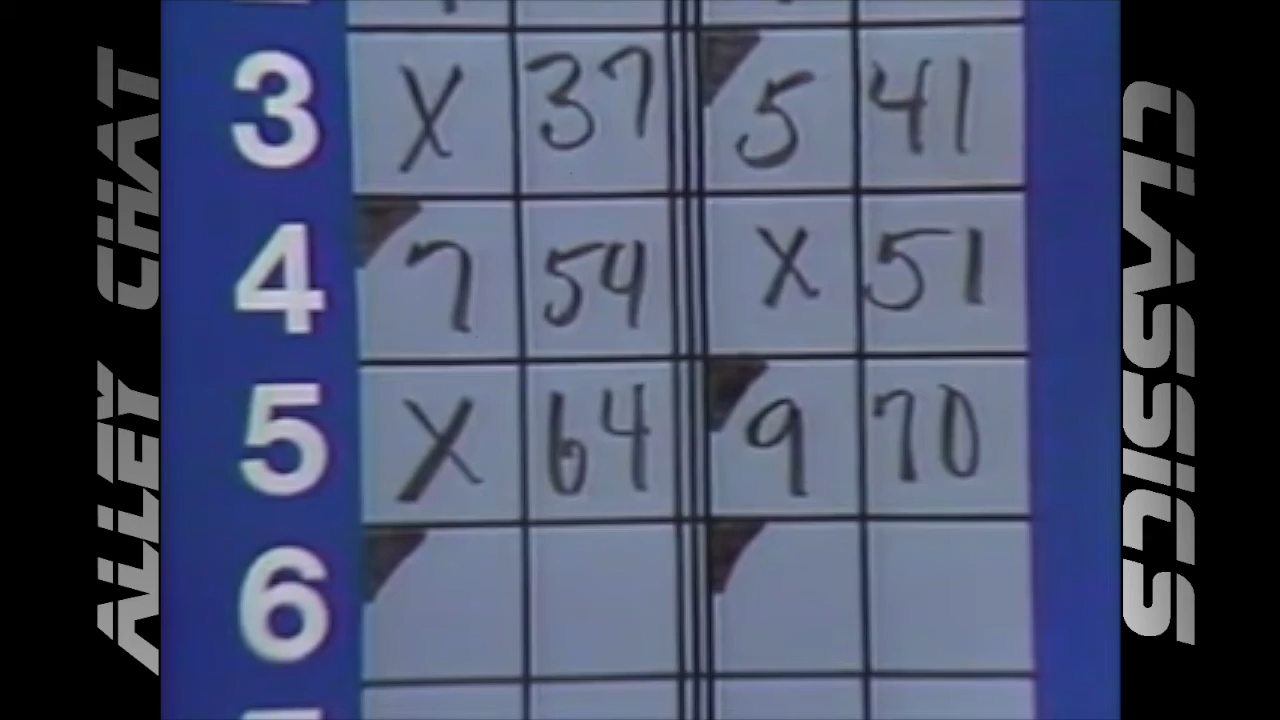 ALLEY CHAT
3 X 37 5 41
4 7 54 X 51
5 X 64 9 70
6
CLASSICS